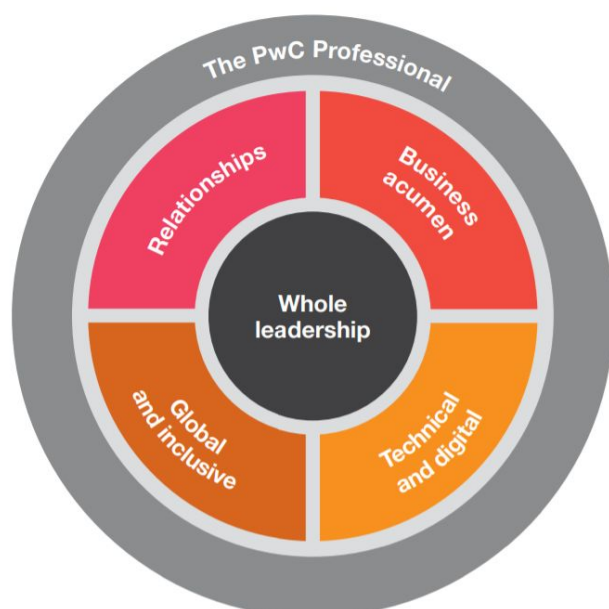 The PwC Professional
Relationships
Business
acumen
Whole
leadership
Global
and inclusive
Technical
and digital